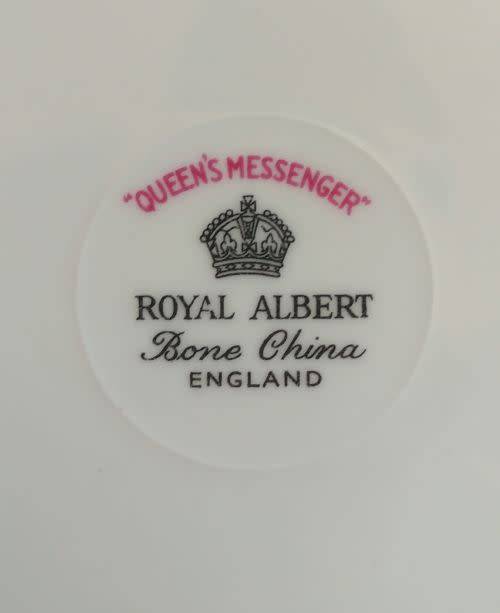 "QUEEN'S MESSENGER"
ROYAL ALBERT
Bone China
ENGLAND